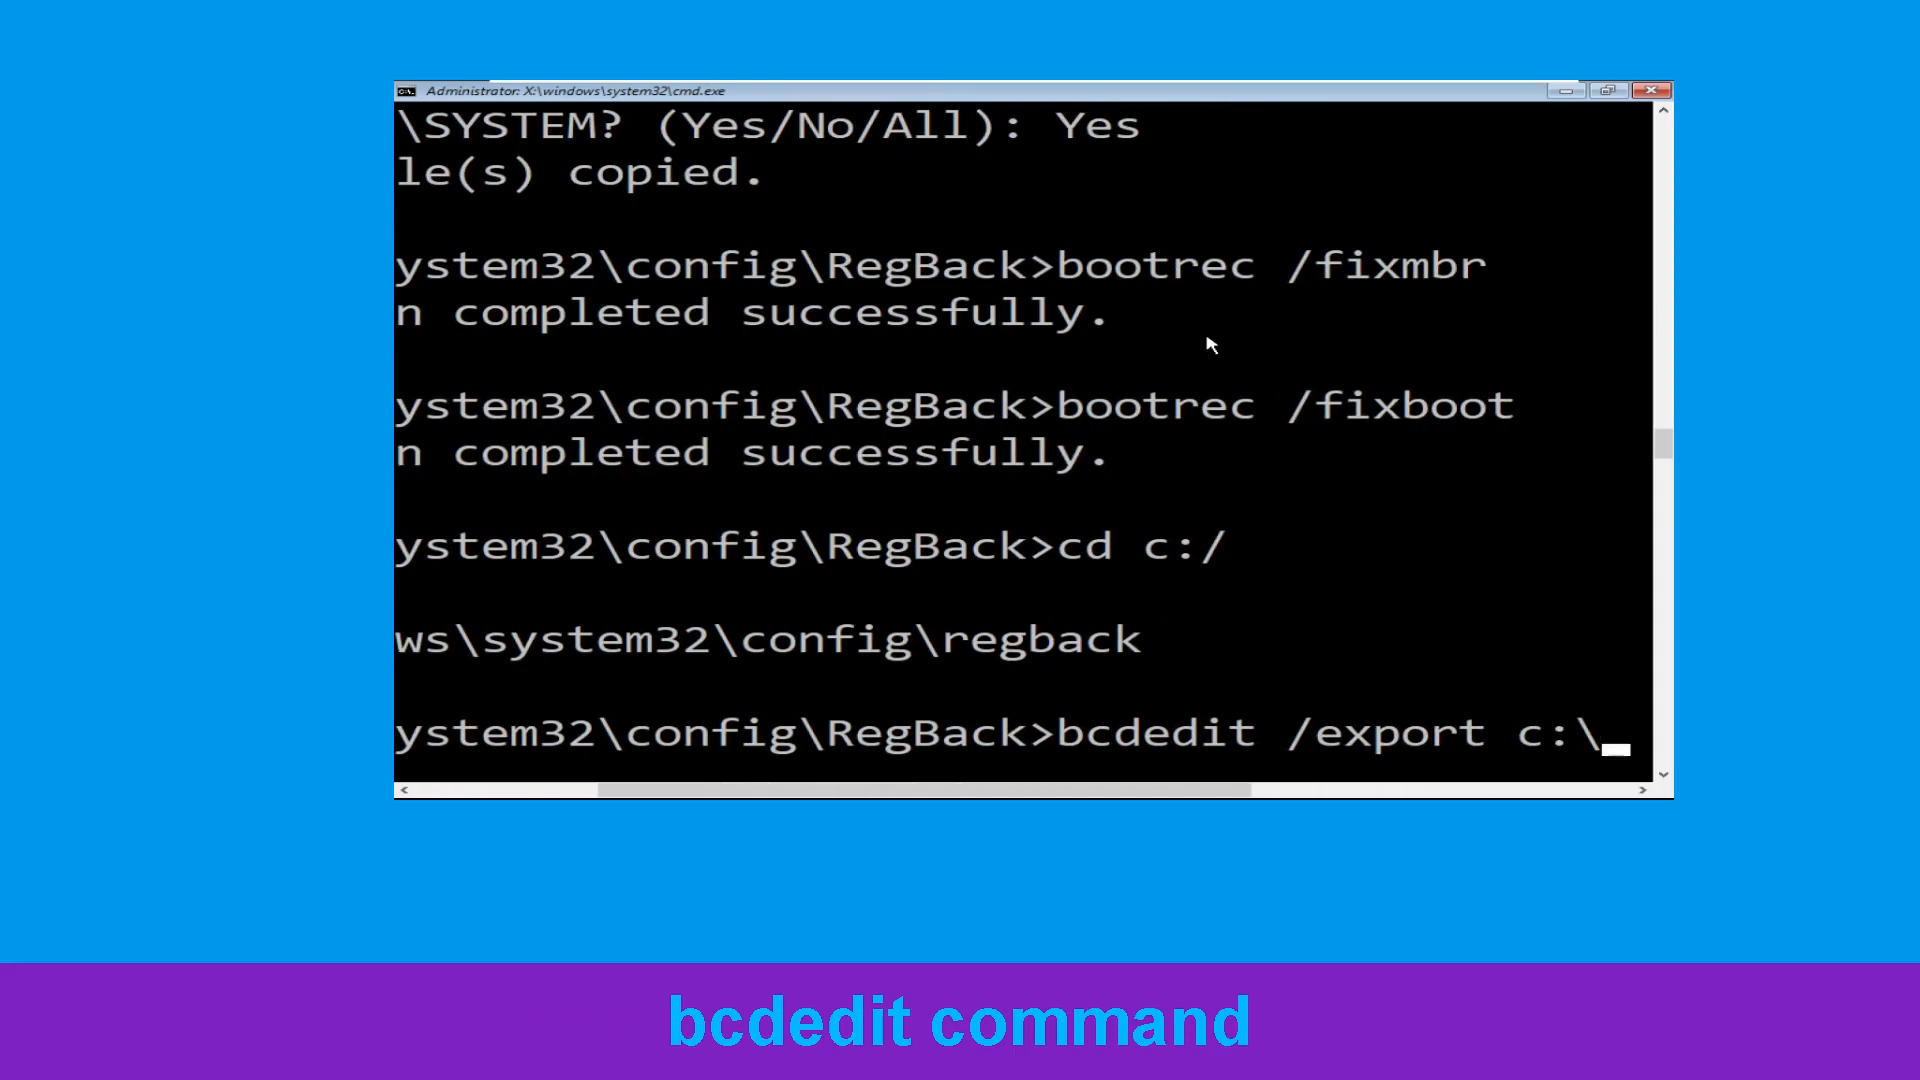 Administrator: X:\windows\system32\cmd.exe
\SYSTEM? (Yes/No/All): Yes
le(s) copied.
ystem32\config\RegBack>bootrec /fixmbr
n completed successfully.
ystem32\config\RegBack>bootrec /fixboot
n completed successfully.
ystem32\config\RegBack>cd c:/
ws\system32\config\regback
ystem32\config\RegBack>bcdedit /export c:\_
bcdedit command